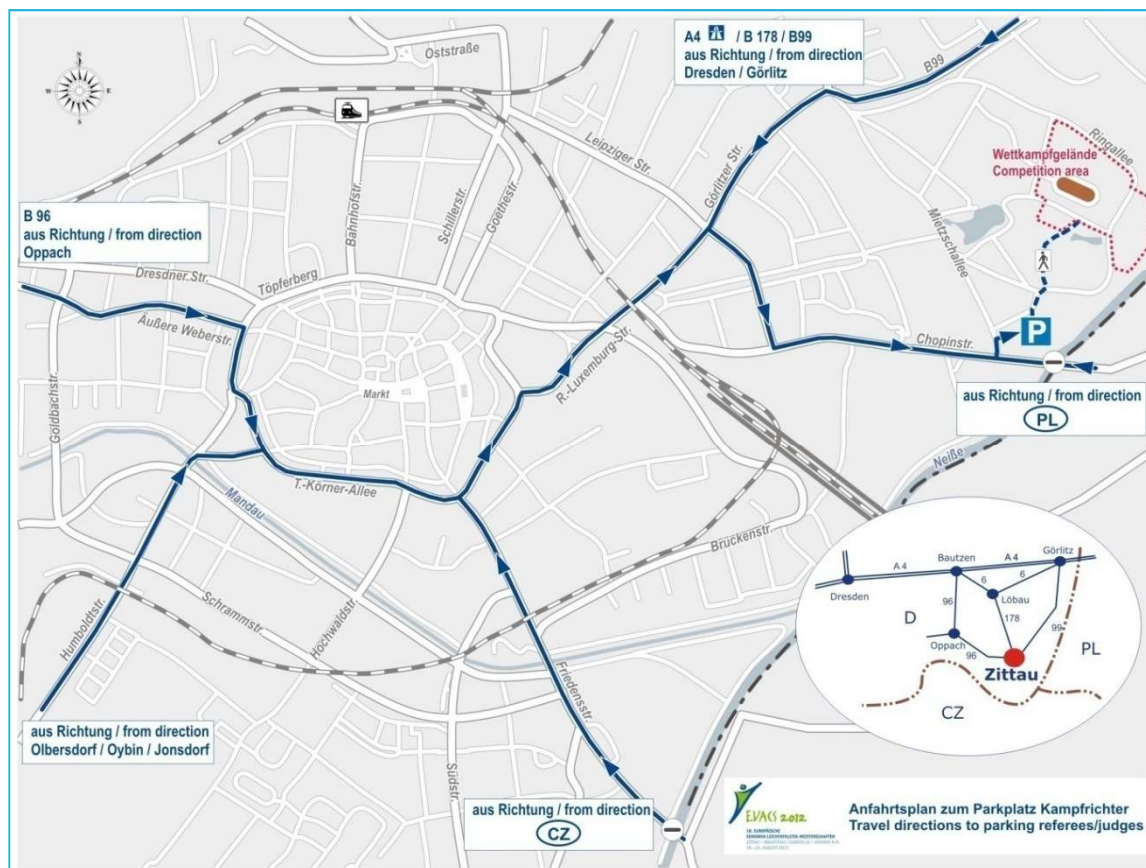 N
W
E
S
Oststraße
A4 / B 178 / B99
aus Richtung / from direction
Dresden / Görlitz
B99
Ringallee
Wettkampfgelände
Competition area
Leipziger Str.
Görlitzer Str.
Mietzschallee
B 96
aus Richtung / from direction
Oppach
Bahnhofstr.
Schillerstr.
Goethestr.
Dresdner Str.
Töpferberg
Äußere Weberstr.
P
Chopinstr.
R.-Luxemburg-Str.
Markt
Goldbachstr.
aus Richtung / from direction
PL
Neiße
T.-Körner-Allee
Mandau
Brückenstr.
Humboldtstr.
Schrammstr.
Hochwaldstr.
Friedensstr.
Südstr.
aus Richtung / from direction
Olbersdorf / Oybin / Jonsdorf
aus Richtung / from direction
CZ
Bautzen
A 4
Görlitz
A 4
Dresden
6
6
Löbau
96
D
178
99
Oppach
96
PL
Zittau
CZ
EVACS 2012
Anfahrtsplan zum Parkplatz Kampfrichter
Travel directions to parking referees/judges